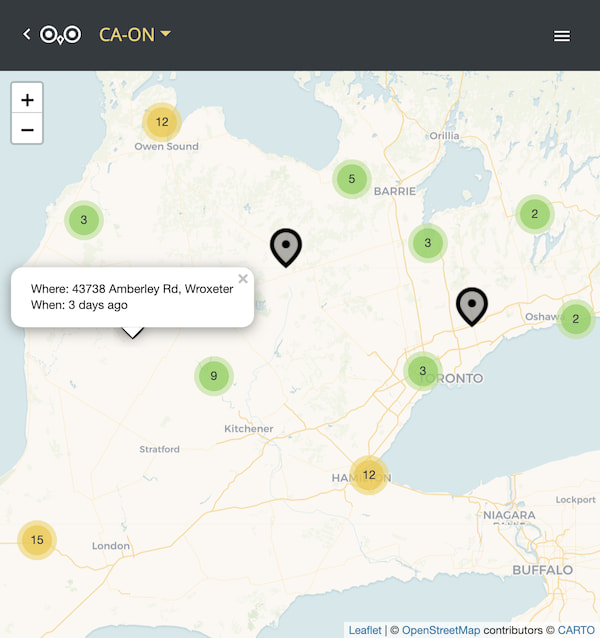 CA-ON
+
−
12
Owen Sound
Orillia
5
BARRIE
3
2
3
Where: 43738 Amberley Rd, Wroxeter
×
When: 3 days ago
Oshaw
2
9
3
TORONTO
Kitchener
Stratford
HAMILTON
12
Lockport
NIAGARA
15
London
BUFFALO
Leaflet | © OpenStreetMap contributors © CARTO